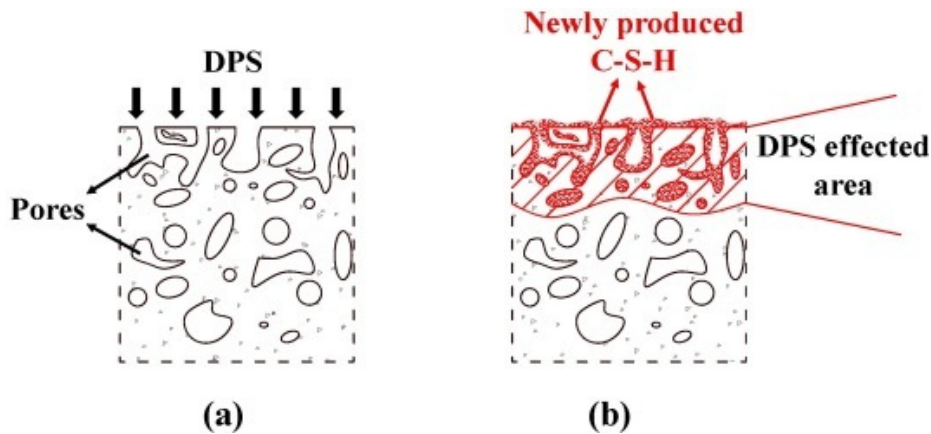 DPS
Pores
(a)
Newly produced
C-S-H
DPS effected
area
(b)